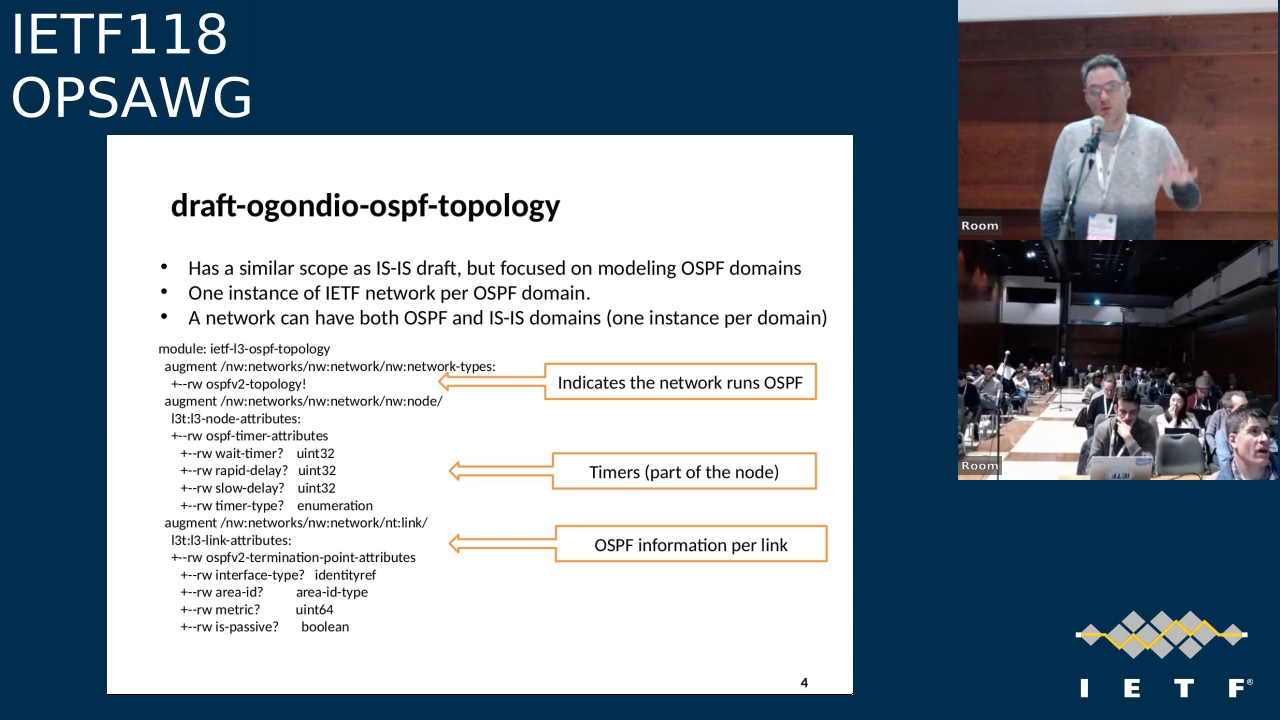 IETF118
OPSAWG
draft-ogondio-ospf-topology
• Has a similar scope as IS-IS draft, but focused on modeling OSPF domains
• One instance of IETF network per OSPF domain.
• A network can have both OSPF and IS-IS domains (one instance per domain)
module: ietf-l3-ospf-topology
augment /nw:networks/nw:network/nw:network-types:
+--rw ospfv2-topology!
augment /nw:networks/nw:network/nw:node/
l3t:l3-node-attributes:
+--rw ospf-timer-attributes
+--rw wait-timer? uint32
+--rw rapid-delay? uint32
+--rw slow-delay? uint32
+--rw timer-type? enumeration
augment /nw:networks/nw:network/nt:link/
l3t:l3-link-attributes:
+--rw ospfv2-termination-point-attributes
+--rw interface-type? identityref
+--rw area-id? area-id-type
+--rw metric? uint64
+--rw is-passive? boolean
Indicates the network runs OSPF
Timers (part of the node)
OSPF information per link
4
Room
Room
IETF
I E T F®